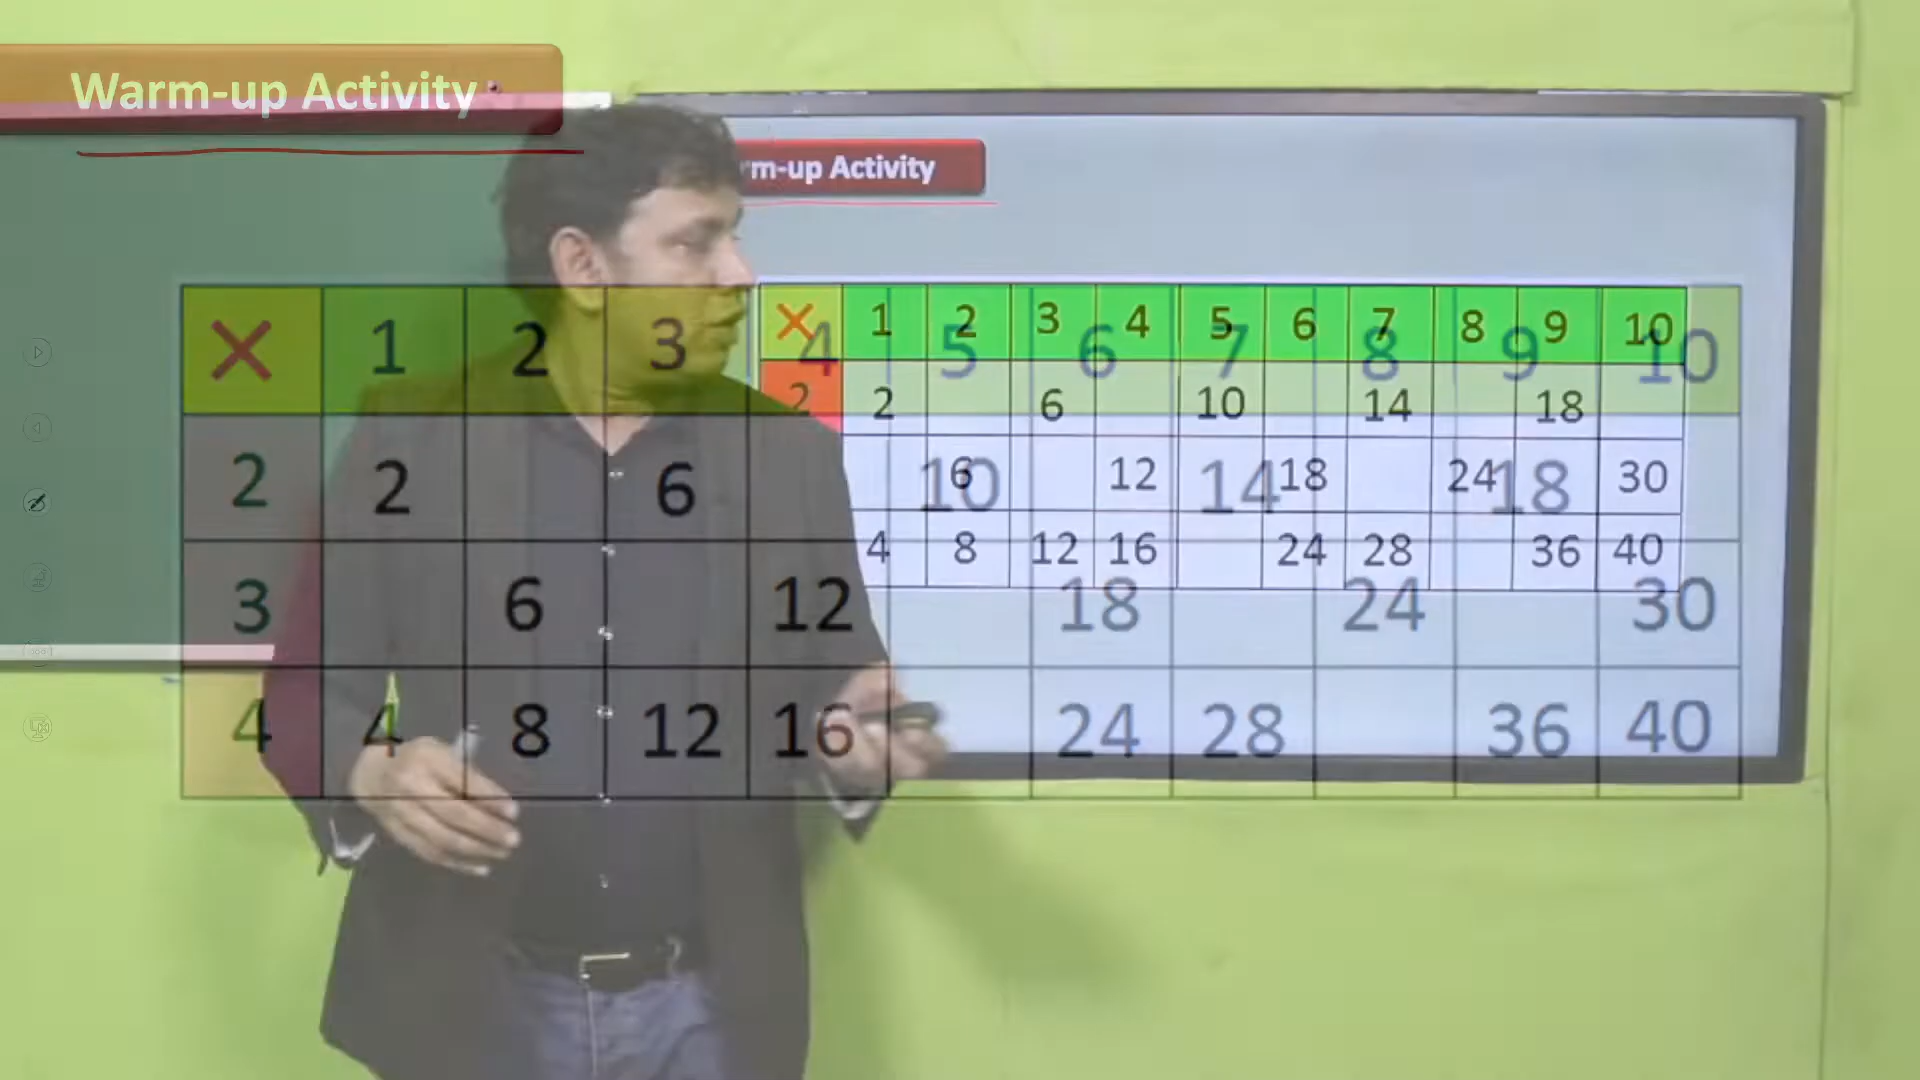 Warm-up Activity
rm-up Activity
× 1 2 3 4 5 6 7 8 9 10
2 2 6 10 14 18
3 6 12 18 24 30
4 4 8 12 16 24 28 36 40
× 1 2 3 4 5 6 7 8 9 10
2 2 6 10 14 18
6 12 18 24 30
4 8 12 16 24 28 36 40